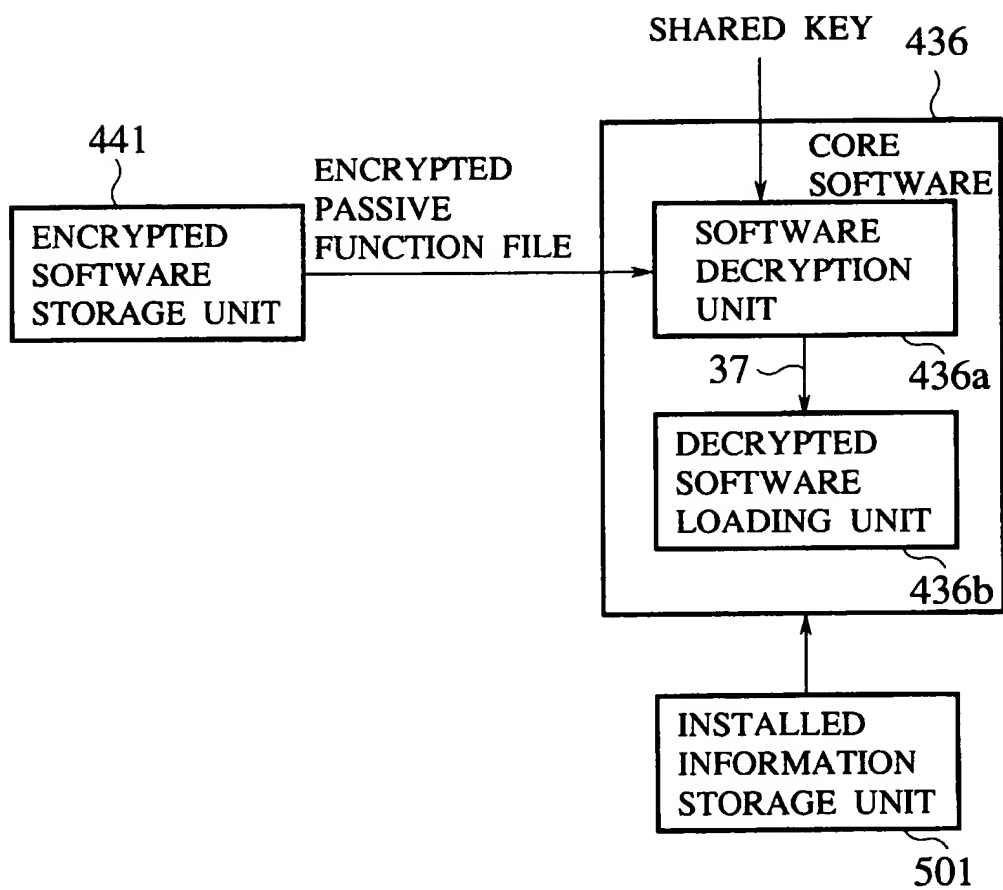 SHARED KEY
436
441
CORE
SOFTWARE
ENCRYPTED
PASSIVE
FUNCTION FILE
ENCRYPTED
SOFTWARE
STORAGE UNIT
SOFTWARE
DECRYPTION
UNIT
37
436a
DECRYPTED
SOFTWARE
LOADING UNIT
436b
INSTALLED
INFORMATION
STORAGE UNIT
501